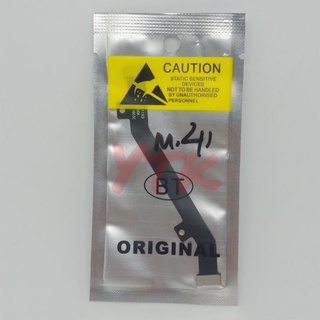 CAUTION
STATIC SENSITIVE
DEVICES
NOT TO BE HANDLED
BY UNAUTHORISED
PERSONNEL
M.41
BT
ORIGINAL